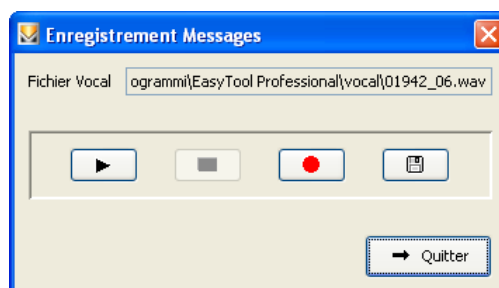 Enregistrement Messages
Fichier Vocal ogrammi\EasyTool Professional\vocal\01942_06.wav
Quitter